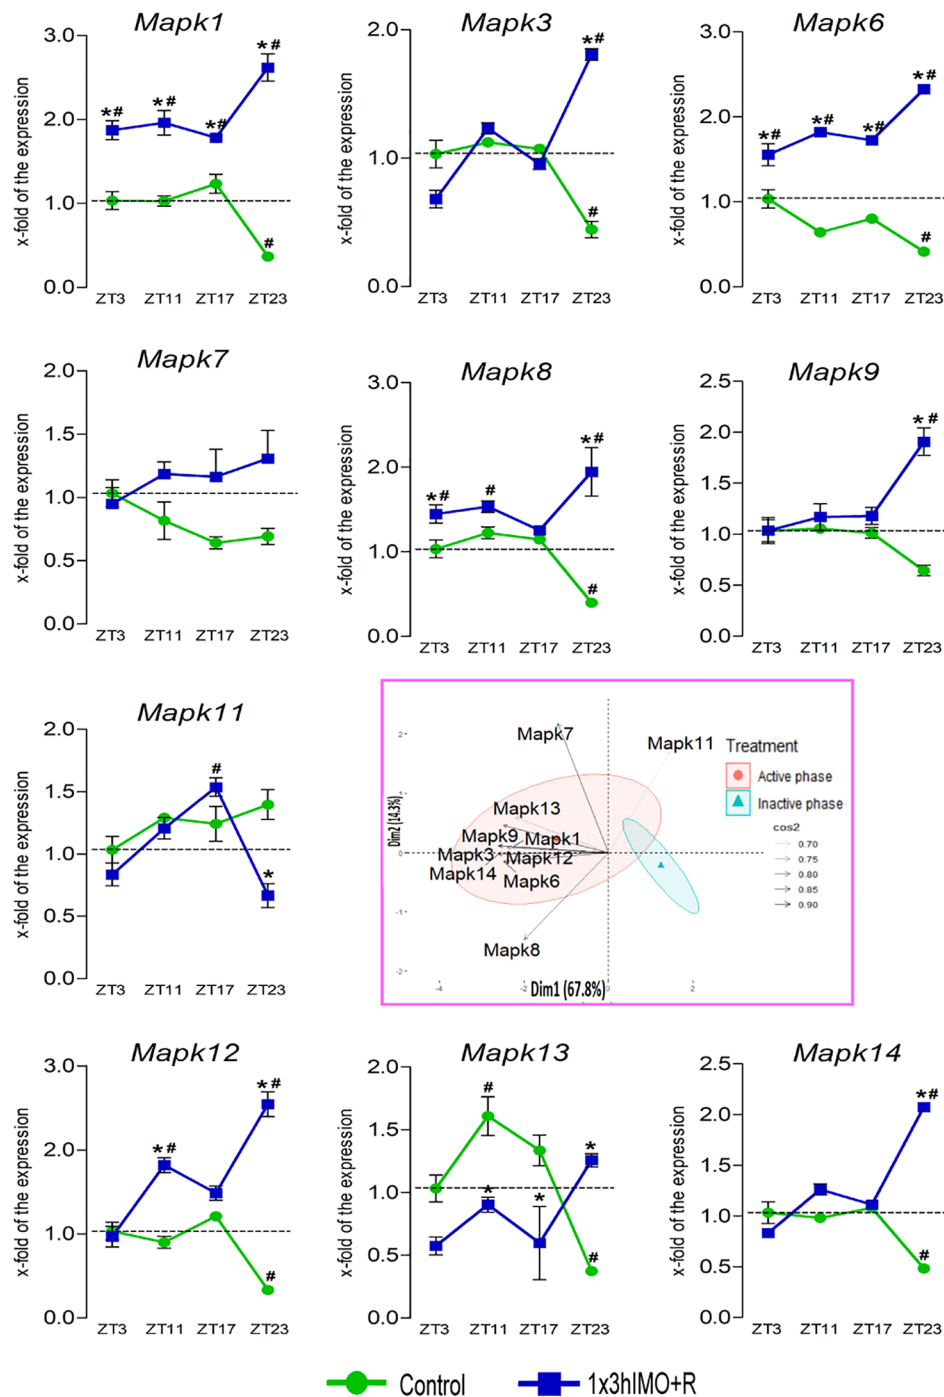 Mapk1
Mapk3
Mapk6
x-fold of the expression
3.0
2.0
1.0
0.0
*#
*#
*#
*#
#
ZT3 ZT11 ZT17 ZT23
x-fold of the expression
2.0
1.0
0.0
*#
#
ZT3 ZT11 ZT17 ZT23
x-fold of the expression
3.0
2.0
1.0
0.0
*#
*#
*#
*#
#
ZT3 ZT11 ZT17 ZT23
Mapk7
Mapk8
Mapk9
x-fold of the expression
2.0
1.5
1.0
0.5
0.0
ZT3 ZT11 ZT17 ZT23
x-fold of the expression
3.0
2.0
1.0
0.0
*#
#
*#
#
ZT3 ZT11 ZT17 ZT23
x-fold of the expression
2.5
2.0
1.5
1.0
0.5
0.0
*#
ZT3 ZT11 ZT17 ZT23
Mapk11
x-fold of the expression
2.0
1.5
1.0
0.5
0.0
#
*
ZT3 ZT11 ZT17 ZT23
Dim2 (14.3%)
2
1
0
-1
-2
Mapk7
Mapk11
Mapk13
Mapk9
Mapk1
Mapk3
Mapk12
Mapk14
Mapk6
Mapk8
-4 -2 0 2
Dim1 (67.8%)
Treatment
Active phase
Inactive phase
cos2
0.70
0.75
0.80
0.85
0.90
Mapk12
Mapk13
Mapk14
x-fold of the expression
3.0
2.0
1.0
0.0
*#
*#
#
ZT3 ZT11 ZT17 ZT23
x-fold of the expression
2.0
1.5
1.0
0.5
0.0
#
*
*
*
#
ZT3 ZT11 ZT17 ZT23
x-fold of the expression
2.5
2.0
1.5
1.0
0.5
0.0
*#
#
ZT3 ZT11 ZT17 ZT23
Control 1x3hIMO+R